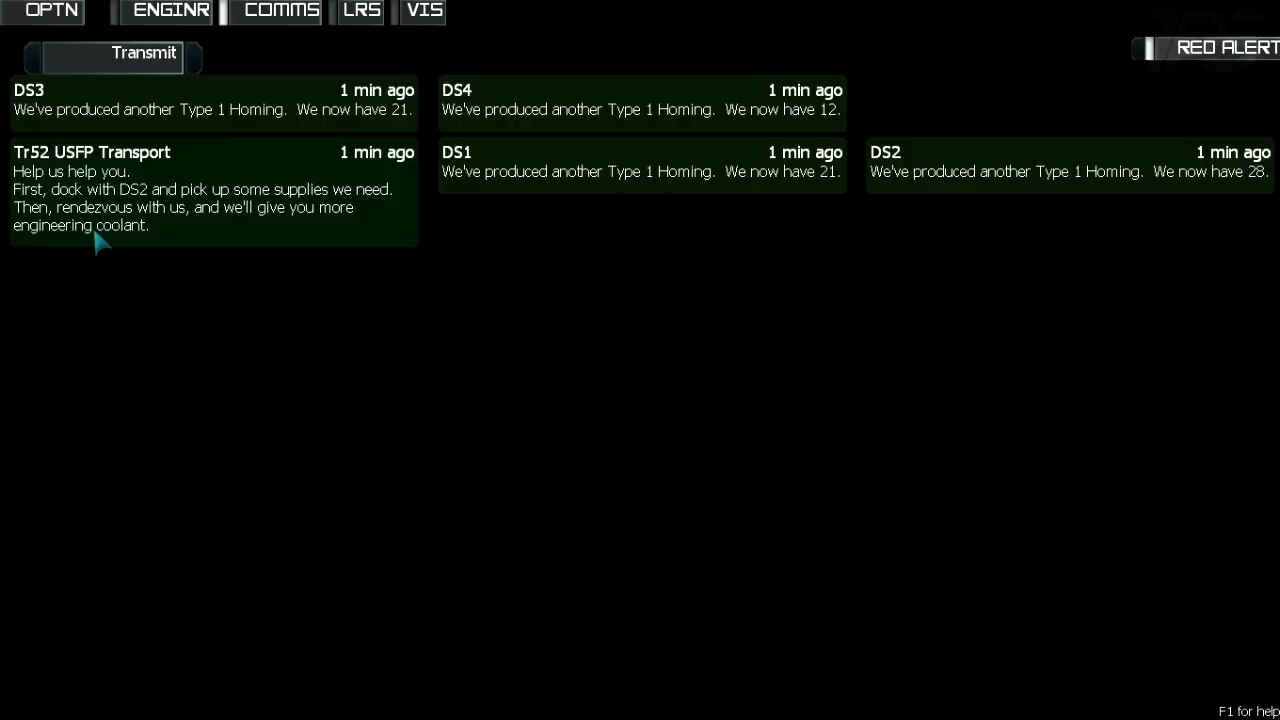 OPTN ENGINR COMMS LRS VIS
Transmit
RED ALERT
DS3 1 min ago
We've produced another Type 1 Homing. We now have 21.
DS4 1 min ago
We've produced another Type 1 Homing. We now have 12.
Tr52 USFP Transport 1 min ago
Help us help you.
First, dock with DS2 and pick up some supplies we need.
Then, rendezvous with us, and we'll give you more
engineering coolant.
DS1 1 min ago
We've produced another Type 1 Homing. We now have 21.
DS2 1 min ago
We've produced another Type 1 Homing. We now have 28.
F1 for help